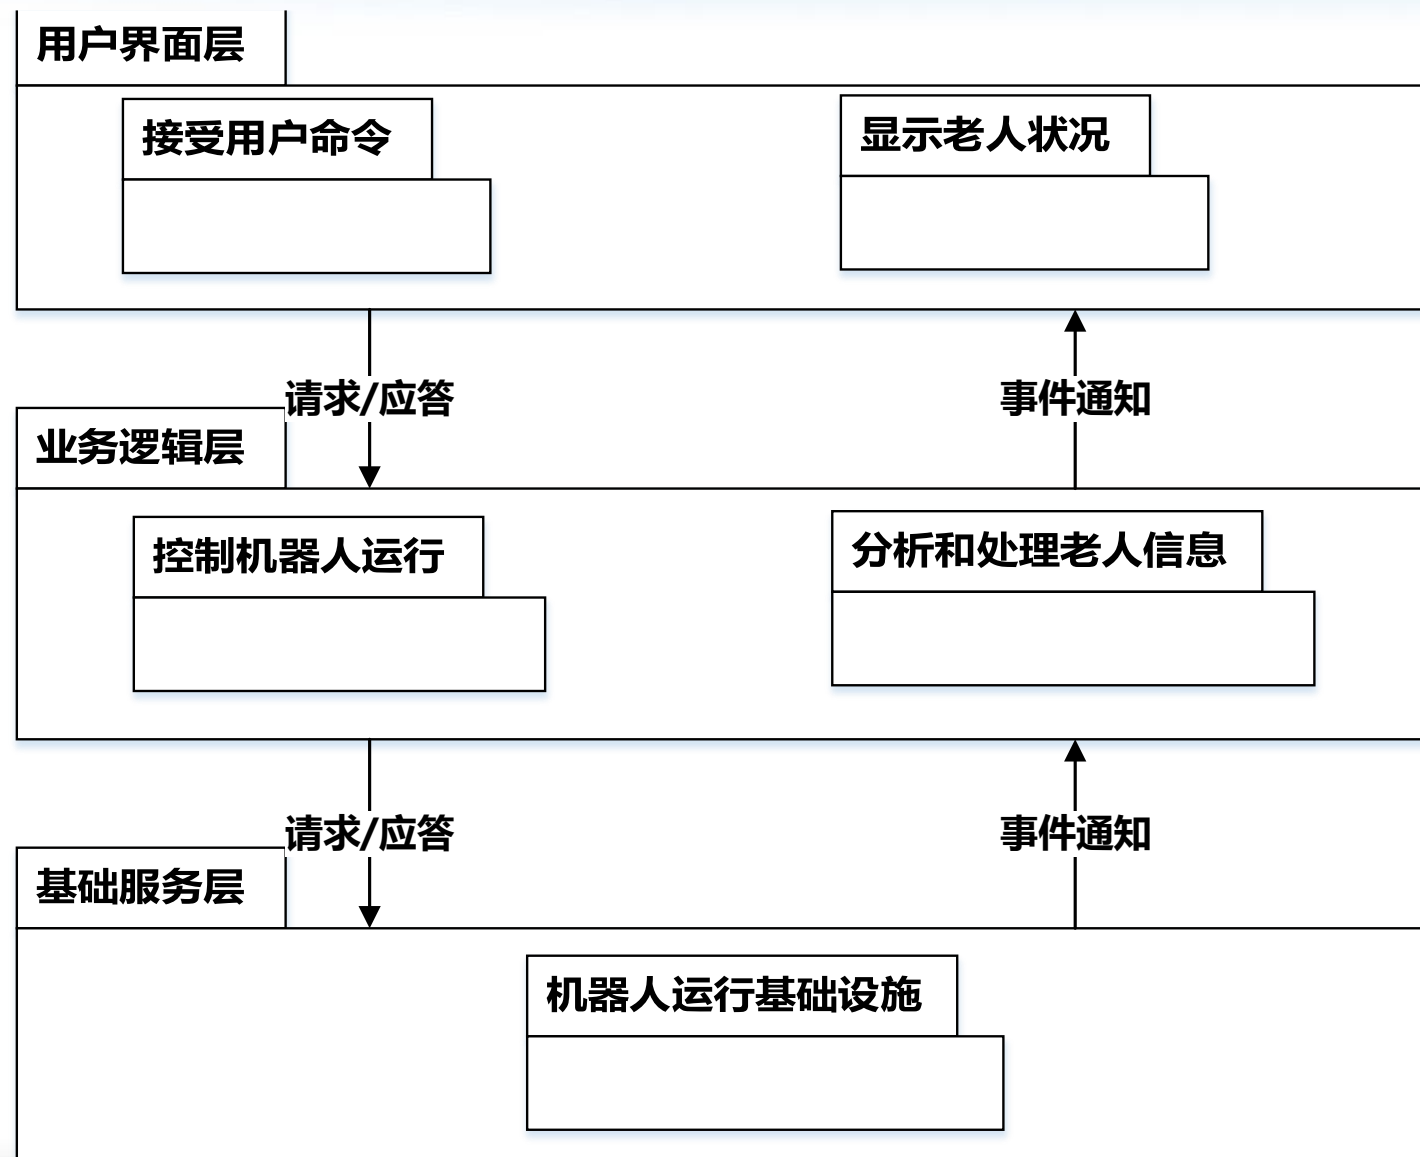 用户界面层
接受用户命令
显示老人状况
请求/应答
事件通知
业务逻辑层
控制机器人运行
分析和处理老人信息
请求/应答
事件通知
基础服务层
机器人运行基础设施